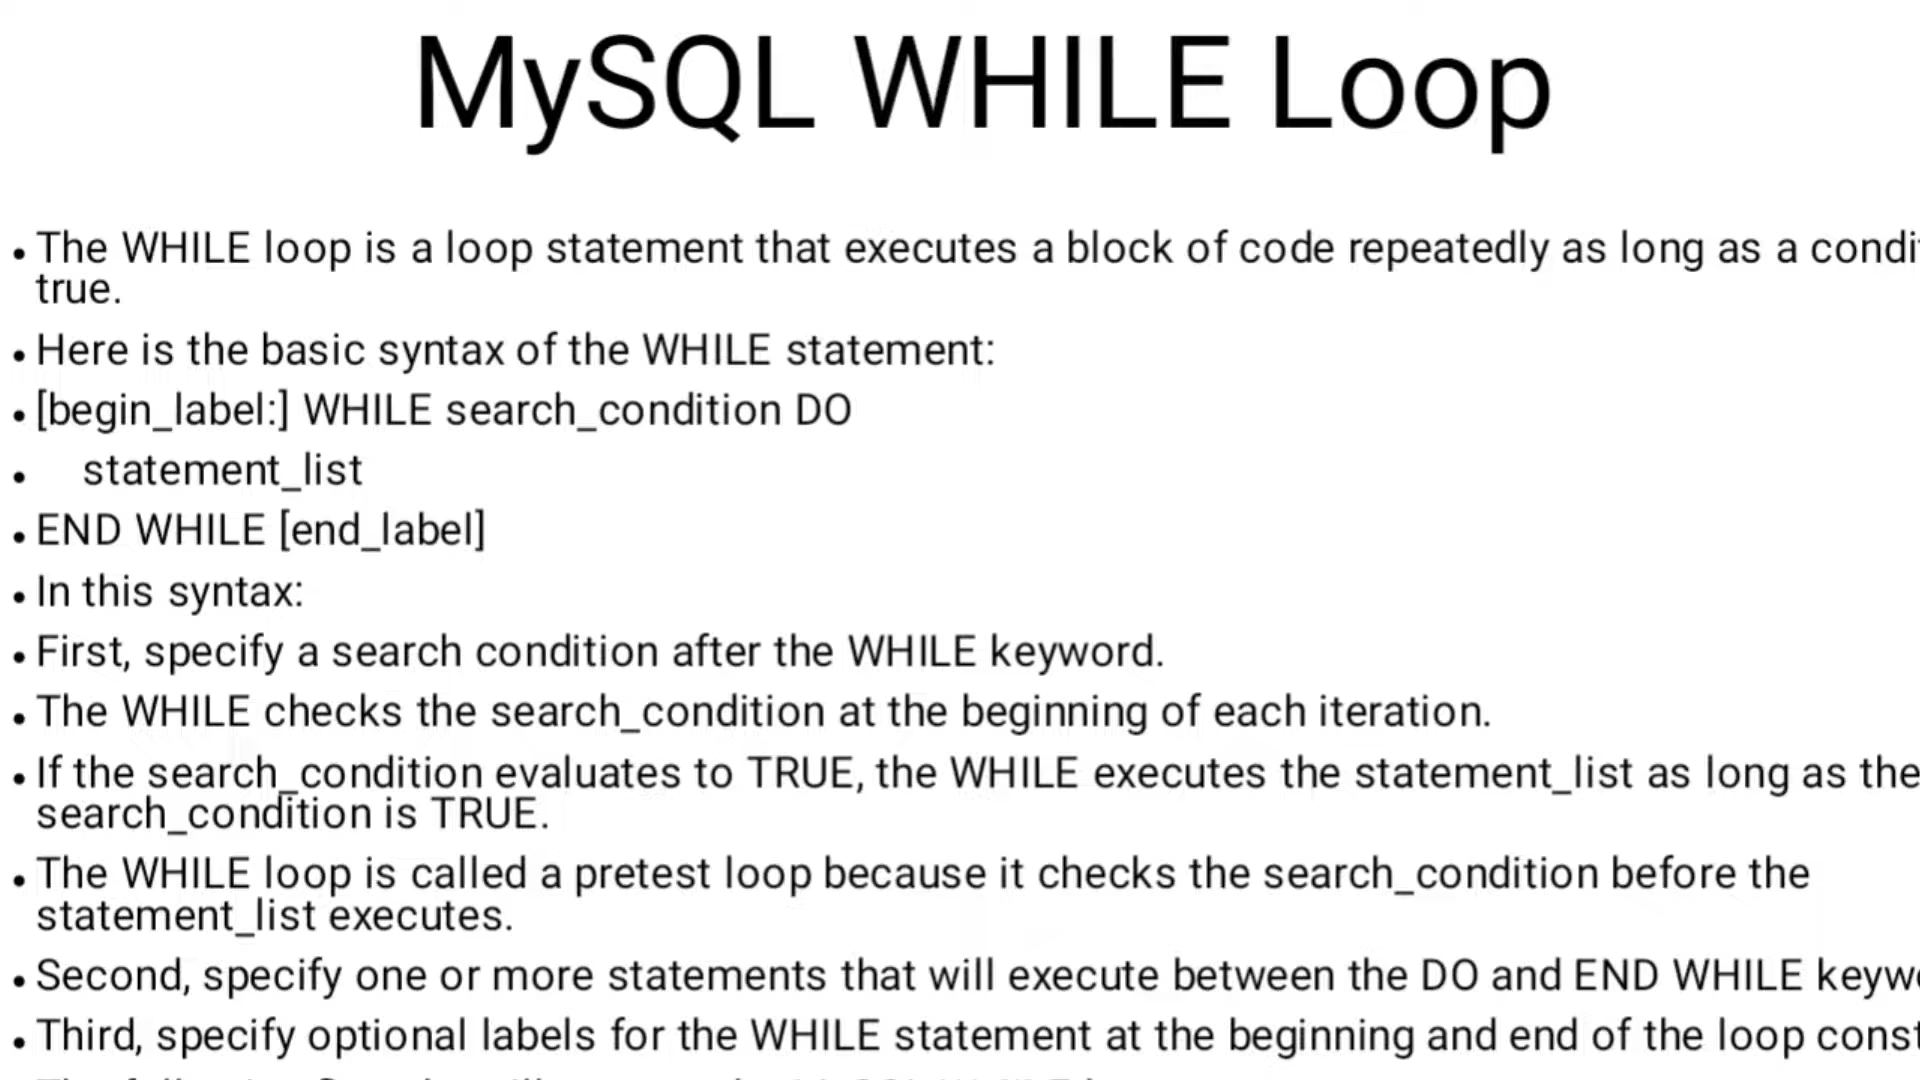 MySQL WHILE Loop
• The WHILE loop is a loop statement that executes a block of code repeatedly as long as a
true.
• Here is the basic syntax of the WHILE statement:
• [begin_label:] WHILE search_condition DO
• statement_list
• END WHILE [end_label]
• In this syntax:
• First, specify a search condition after the WHILE keyword.
• The WHILE checks the search_condition at the beginning of each iteration.
• If the search_condition evaluates to TRUE, the WHILE executes the statement_list as long as the
search_condition is TRUE.
• The WHILE loop is called a pretest loop because it checks the search_condition before the
statement_list executes.
• Second, specify one or more statements that will execute between the DO and END WHILE
• Third, specify optional labels for the WHILE statement at the beginning and end of the loop